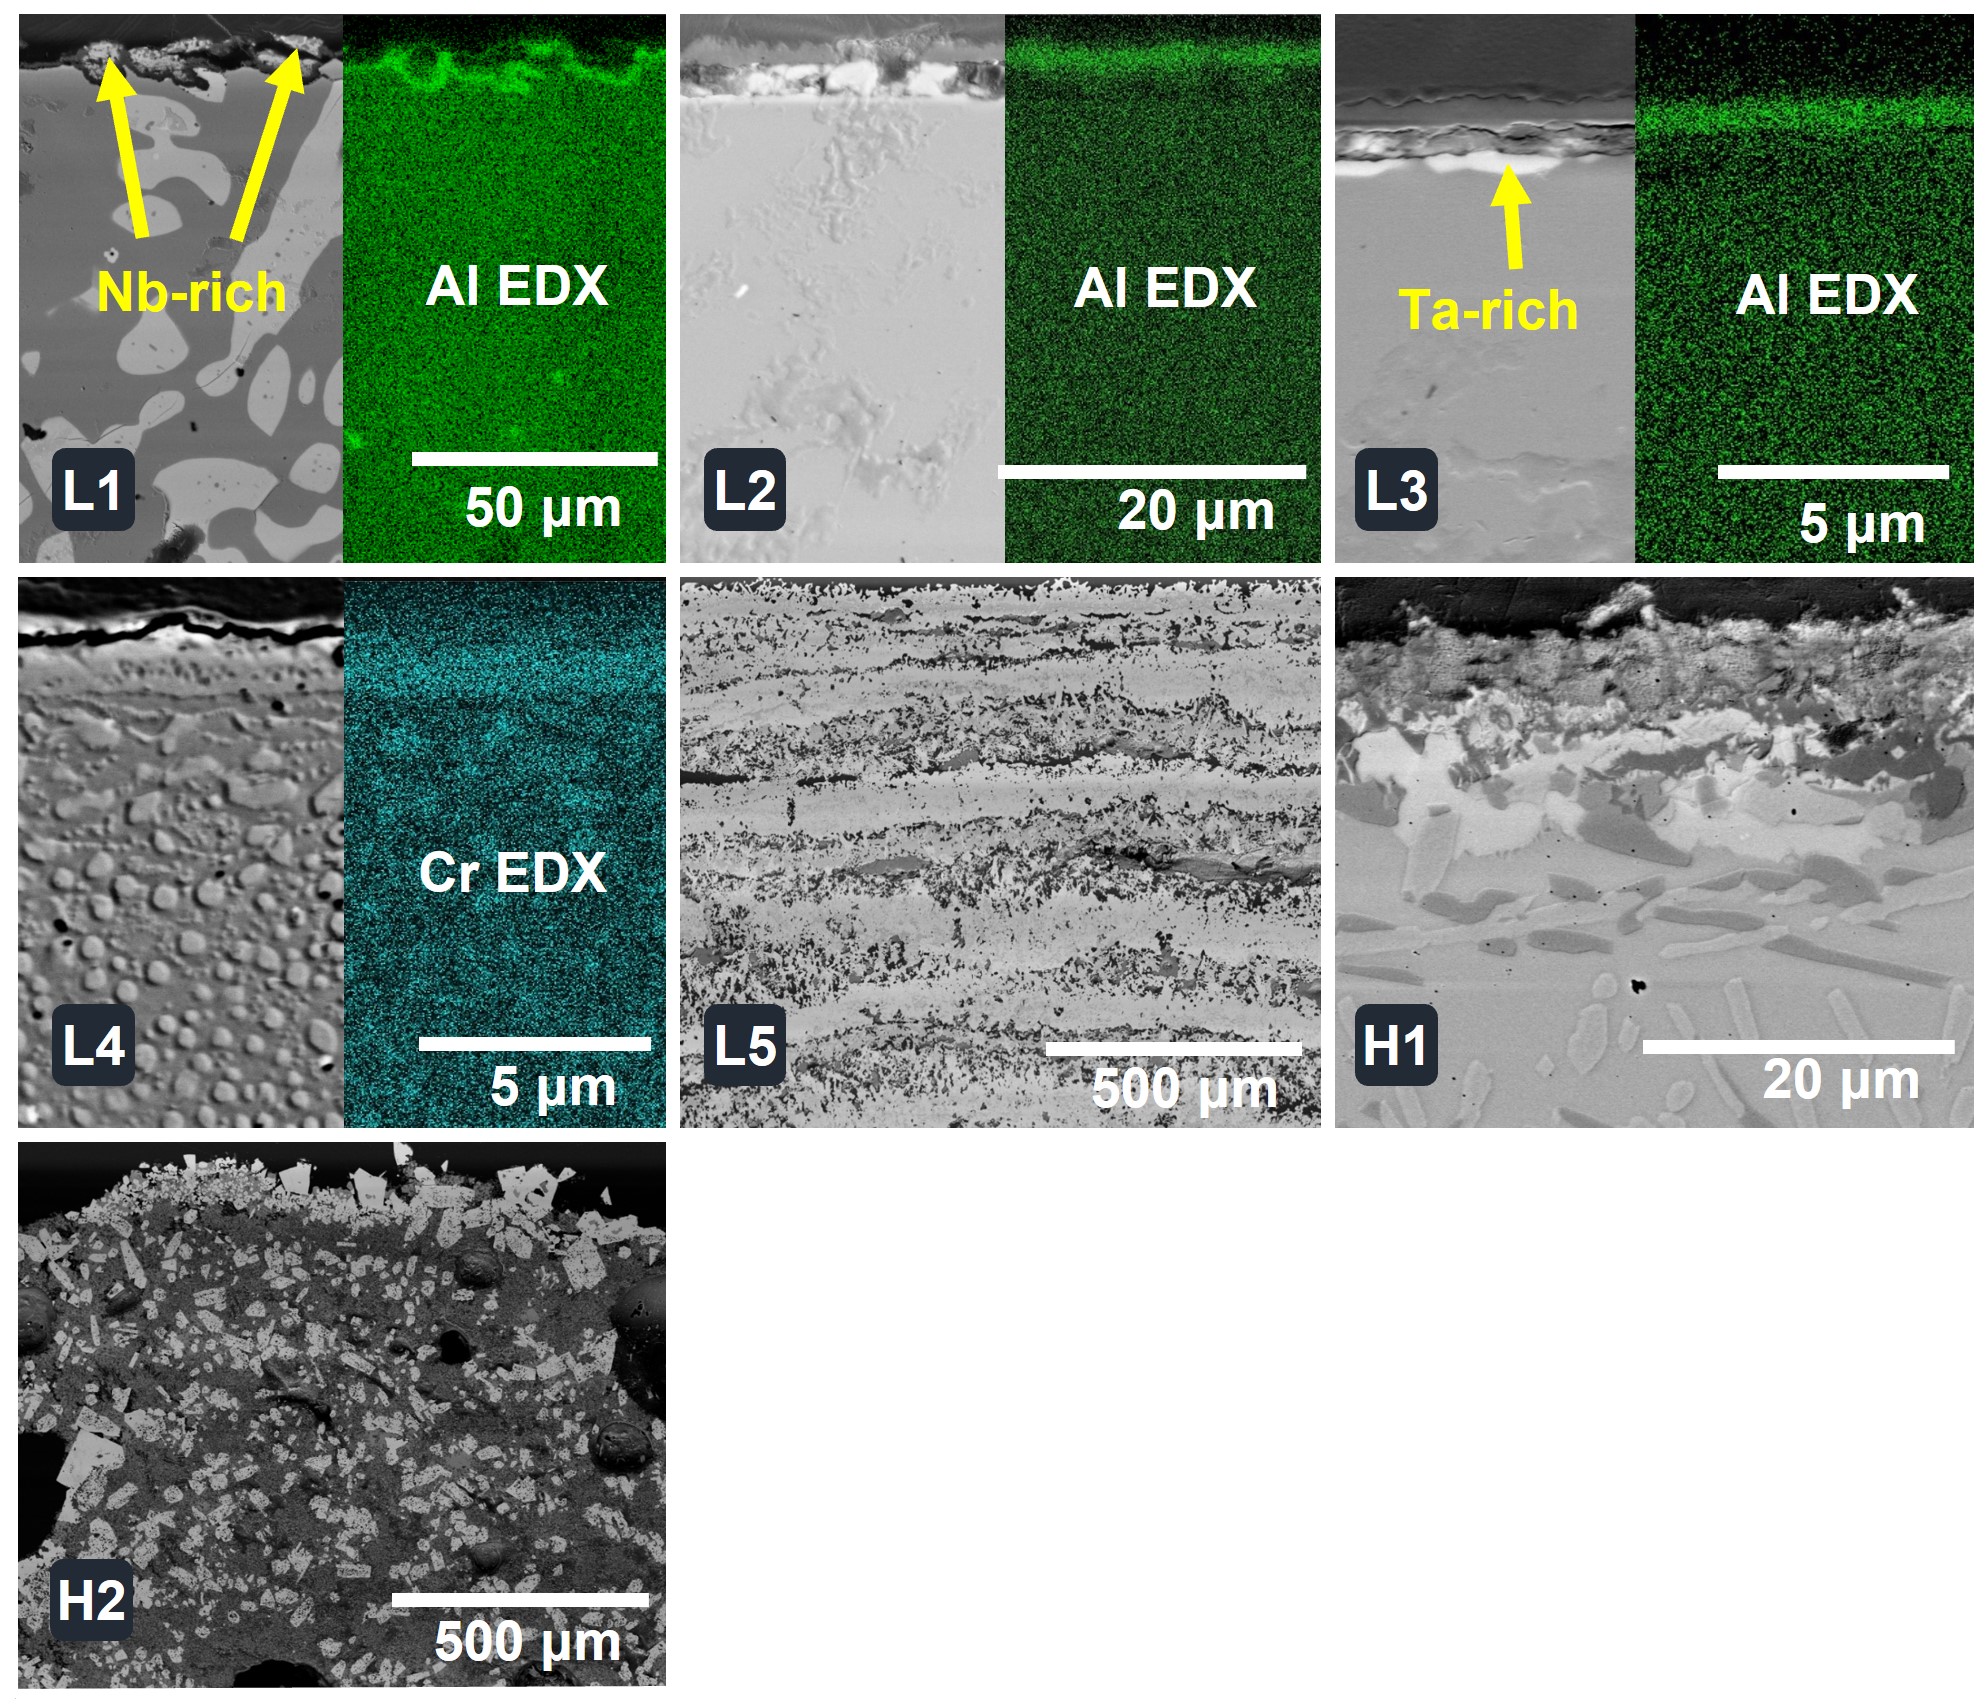 Nb-rich
Al EDX
L1
50 µm
Al EDX
L2
20 µm
Ta-rich
Al EDX
L3
5 µm
Cr EDX
L4
5 µm
L5
500 µm
H1
20 µm
H2
500 µm